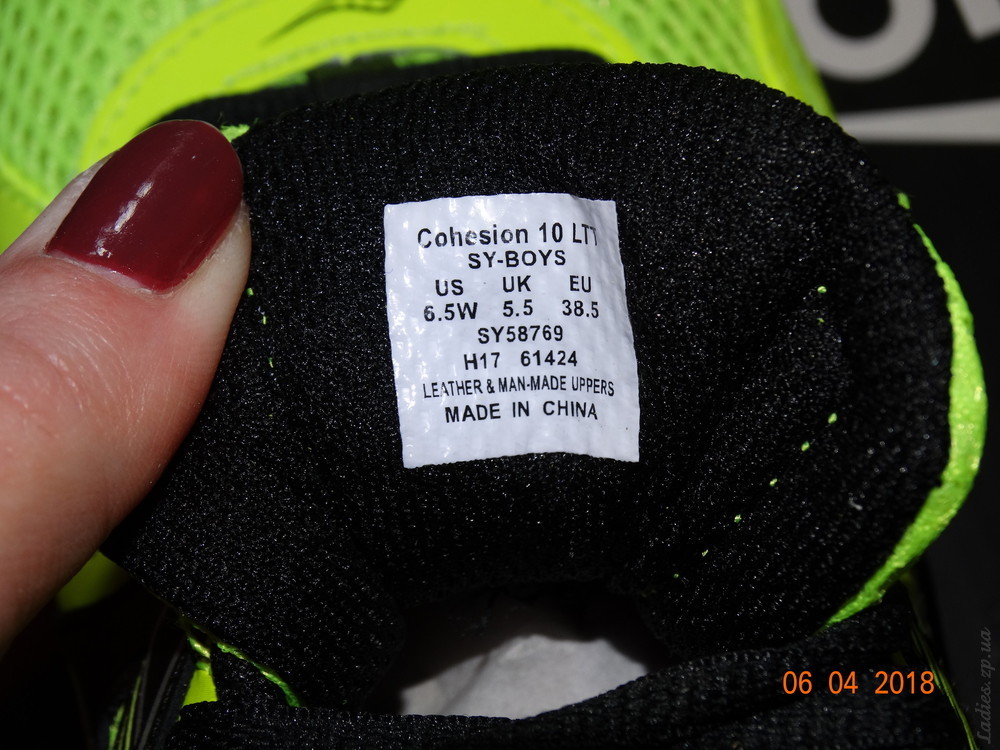 Cohesion 10 LTT
SY-BOYS
US UK EU
6.5W 5.5 38.5
SY58769
H17 61424
LEATHER & MAN-MADE UPPERS
MADE IN CHINA
06 04 2018
Ladies.zp.ua